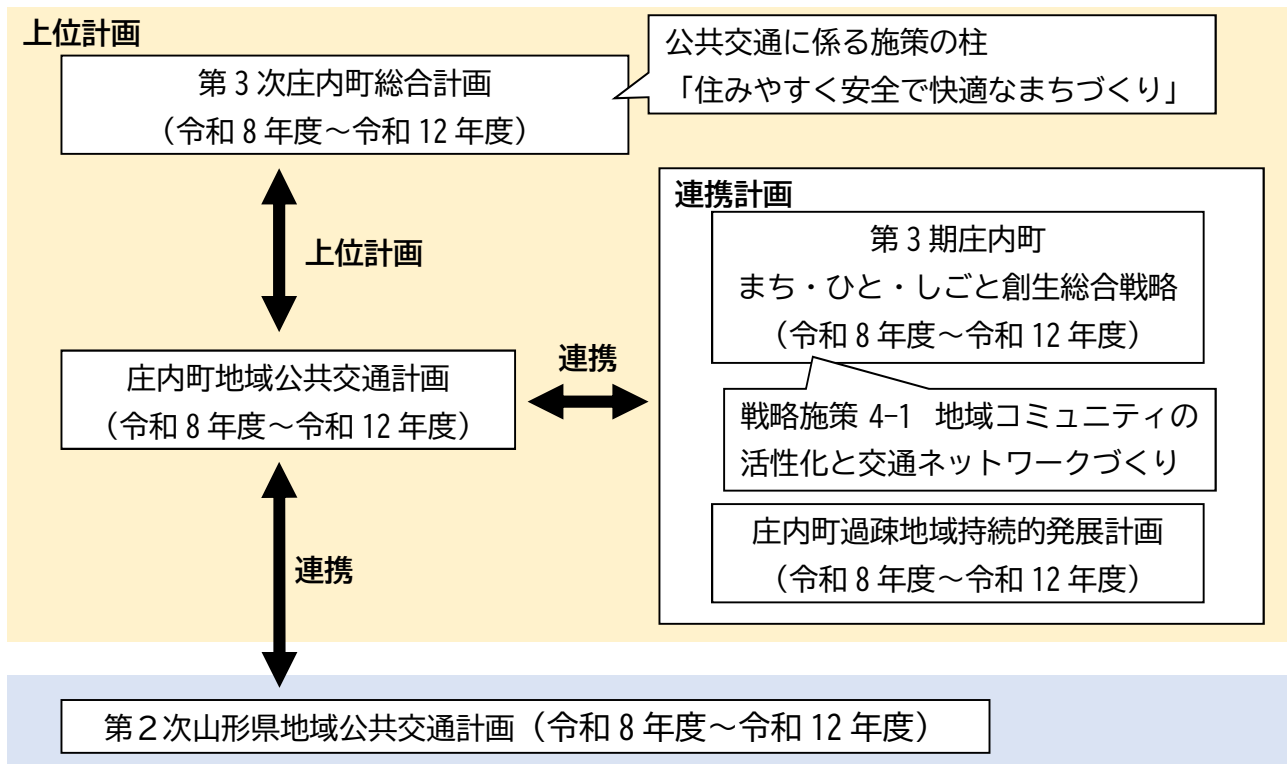 上位計画
第3次庄内町総合計画
（令和8年度～令和12年度）
公共交通に係る施策の柱
「住みやすく安全で快適なまちづくり」
上位計画
連携計画
第3期庄内町
まち・ひと・しごと創生総合戦略
（令和8年度～令和12年度）
戦略施策 4-1 地域コミュニティの
活性化と交通ネットワークづくり
庄内町過疎地域持続的発展計画
（令和8年度～令和12年度）
連携
庄内町地域公共交通計画
（令和8年度～令和12年度）
連携
第２次山形県地域公共交通計画（令和8年度～令和12年度）